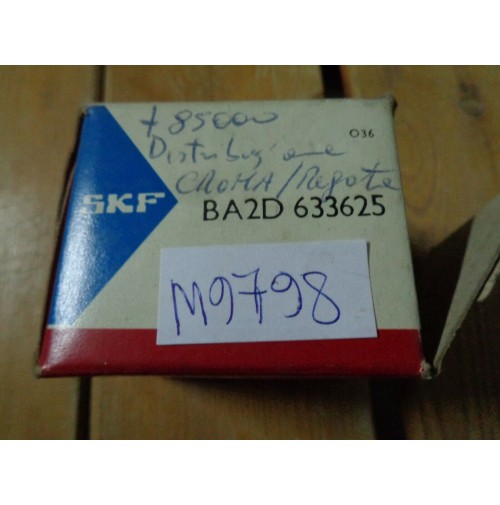 £ 85000
036
Distribuzione
CROMA/Regata
SKF
BA2D 633625
M9798